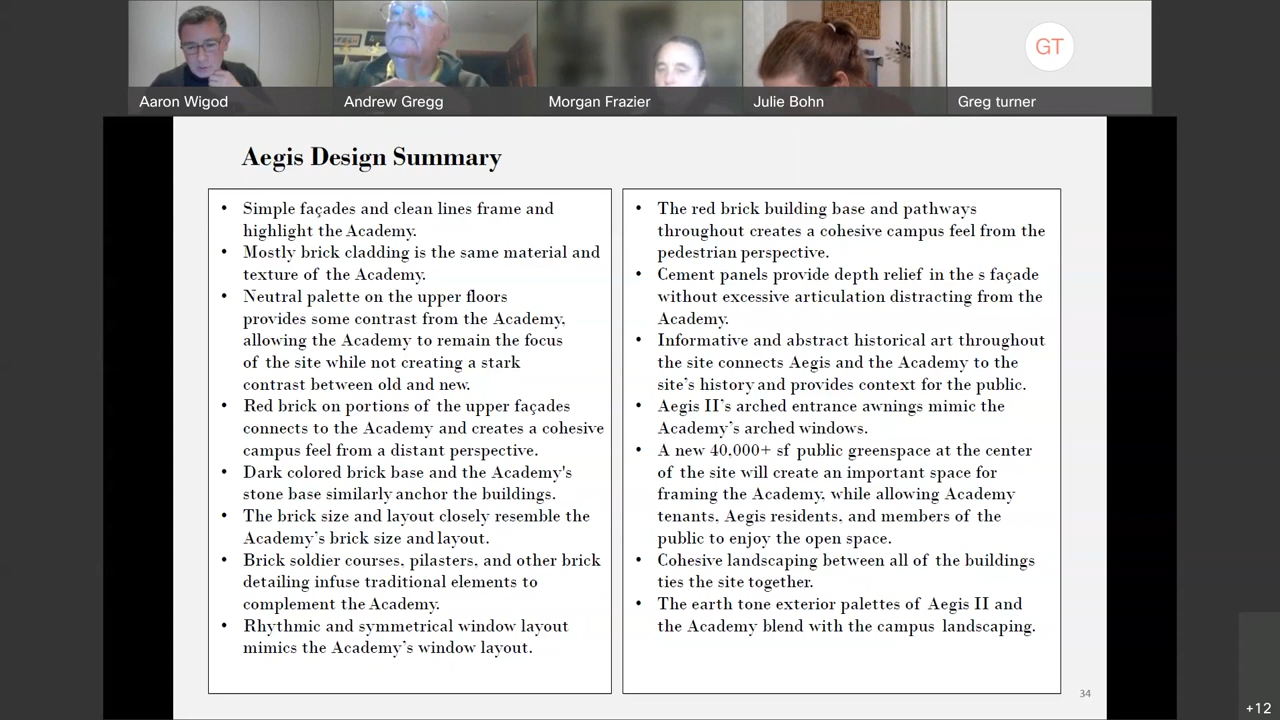 Aaron Wigod
Andrew Gregg
Morgan Frazier
Julie Bohn
GT
Greg turner
Aegis Design Summary
• Simple façades and clean lines frame and
highlight the Academy.
• Mostly brick cladding is the same material and
texture of the Academy.
• Neutral palette on the upper floors
provides some contrast from the Academy,
allowing the Academy to remain the focus
of the site while not creating a stark
contrast between old and new.
• Red brick on portions of the upper façades
connects to the Academy and creates a cohesive
campus feel from a distant perspective.
• Dark colored brick base and the Academy's
stone base similarly anchor the buildings.
• The brick size and layout closely resemble the
Academy's brick size and layout.
• Brick soldier courses, pilasters, and other brick
detailing infuse traditional elements to
complement the Academy.
• Rhythmic and symmetrical window layout
mimics the Academy's window layout.
• The red brick building base and pathways
throughout creates a cohesive campus feel from the
pedestrian perspective.
• Cement panels provide depth relief in the s façade
without excessive articulation distracting from the
Academy.
• Informative and abstract historical art throughout
the site connects Aegis and the Academy to the
site's history and provides context for the public.
• Aegis II's arched entrance awnings mimic the
Academy's arched windows.
• A new 40,000+ sf public greenspace at the center
of the site will create an important space for
framing the Academy, while allowing Academy
tenants, Aegis residents, and members of the
public to enjoy the open space.
• Cohesive landscaping between all of the buildings
ties the site together.
• The earth tone exterior palettes of Aegis II and
the Academy blend with the campus landscaping.
34
+12